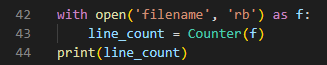 42 with open('filename', 'rb') as f:
43     line_count = Counter(f)
44 print(line_count)